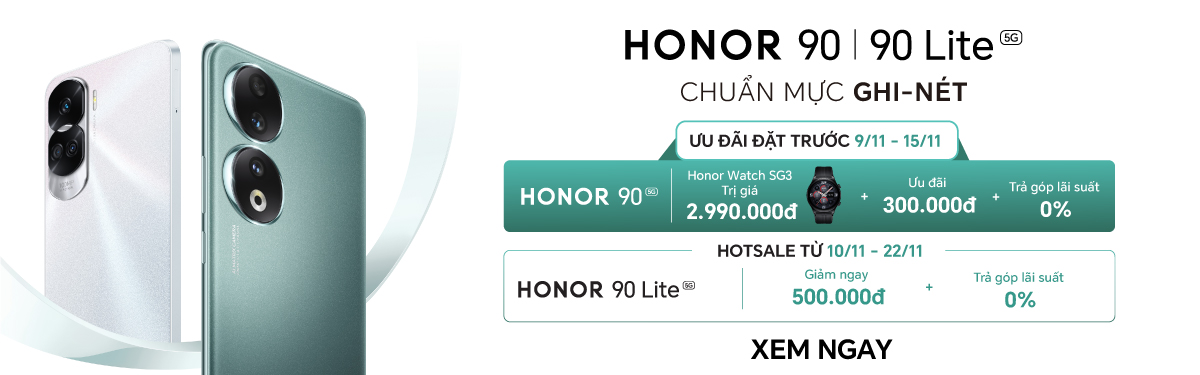 HONOR 90 | 90 Lite 5G
CHUẨN MỰC GHI-NÉT
ƯU ĐÃI ĐẶT TRƯỚC 9/11 - 15/11
HONOR 90 5G
Honor Watch SG3
Trị giá
2.990.000đ
+
Ưu đãi
300.000đ
+
Trả góp lãi suất
0%
HOTSALE TỪ 10/11 - 22/11
HONOR 90 Lite 5G
Giảm ngay
500.000đ
+
Trả góp lãi suất
0%
XEM NGAY